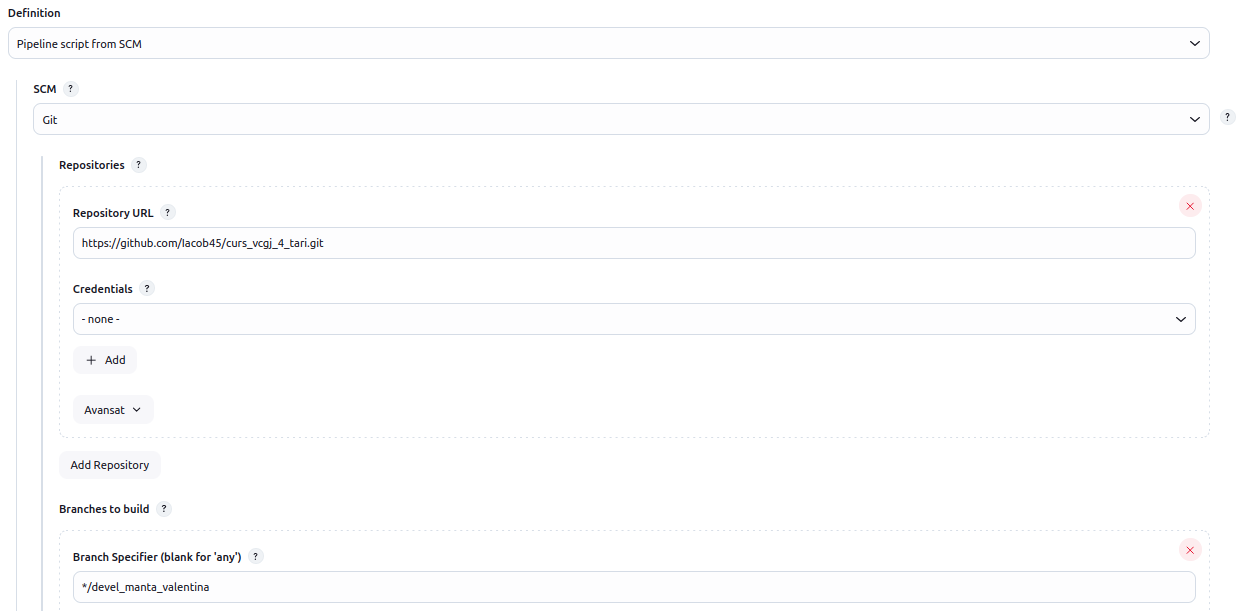 Definition
Pipeline script from SCM
SCM ?
Git
?
Repositories ?
Repository URL ?
https://github.com/Iacob45/curs_vcgj_4_tari.git
Credentials ?
- none -
+ Add
Avansat
Add Repository
Branches to build ?
Branch Specifier (blank for 'any') ?
*/devel_manta_valentina